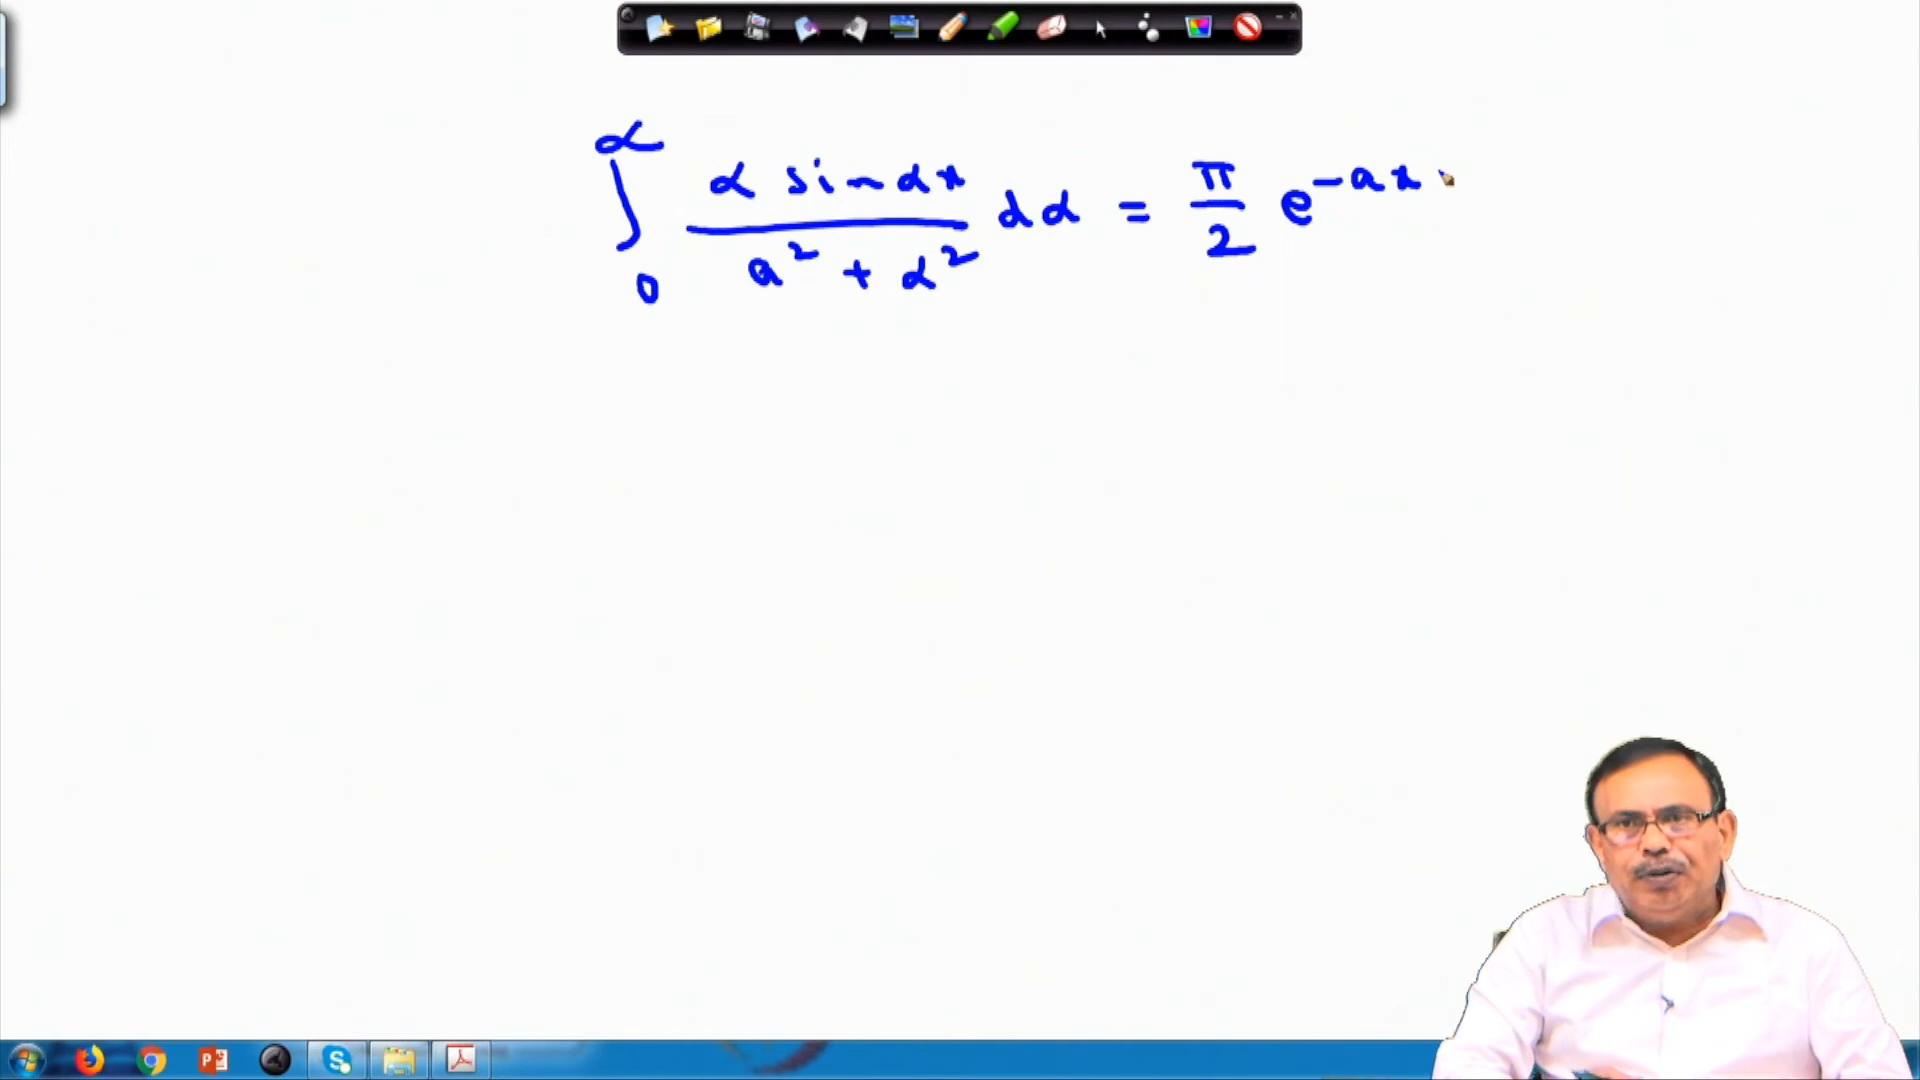 ∫₀^∝ (α sin αx)/(a² + α²) dα = π/2 e^(-ax)